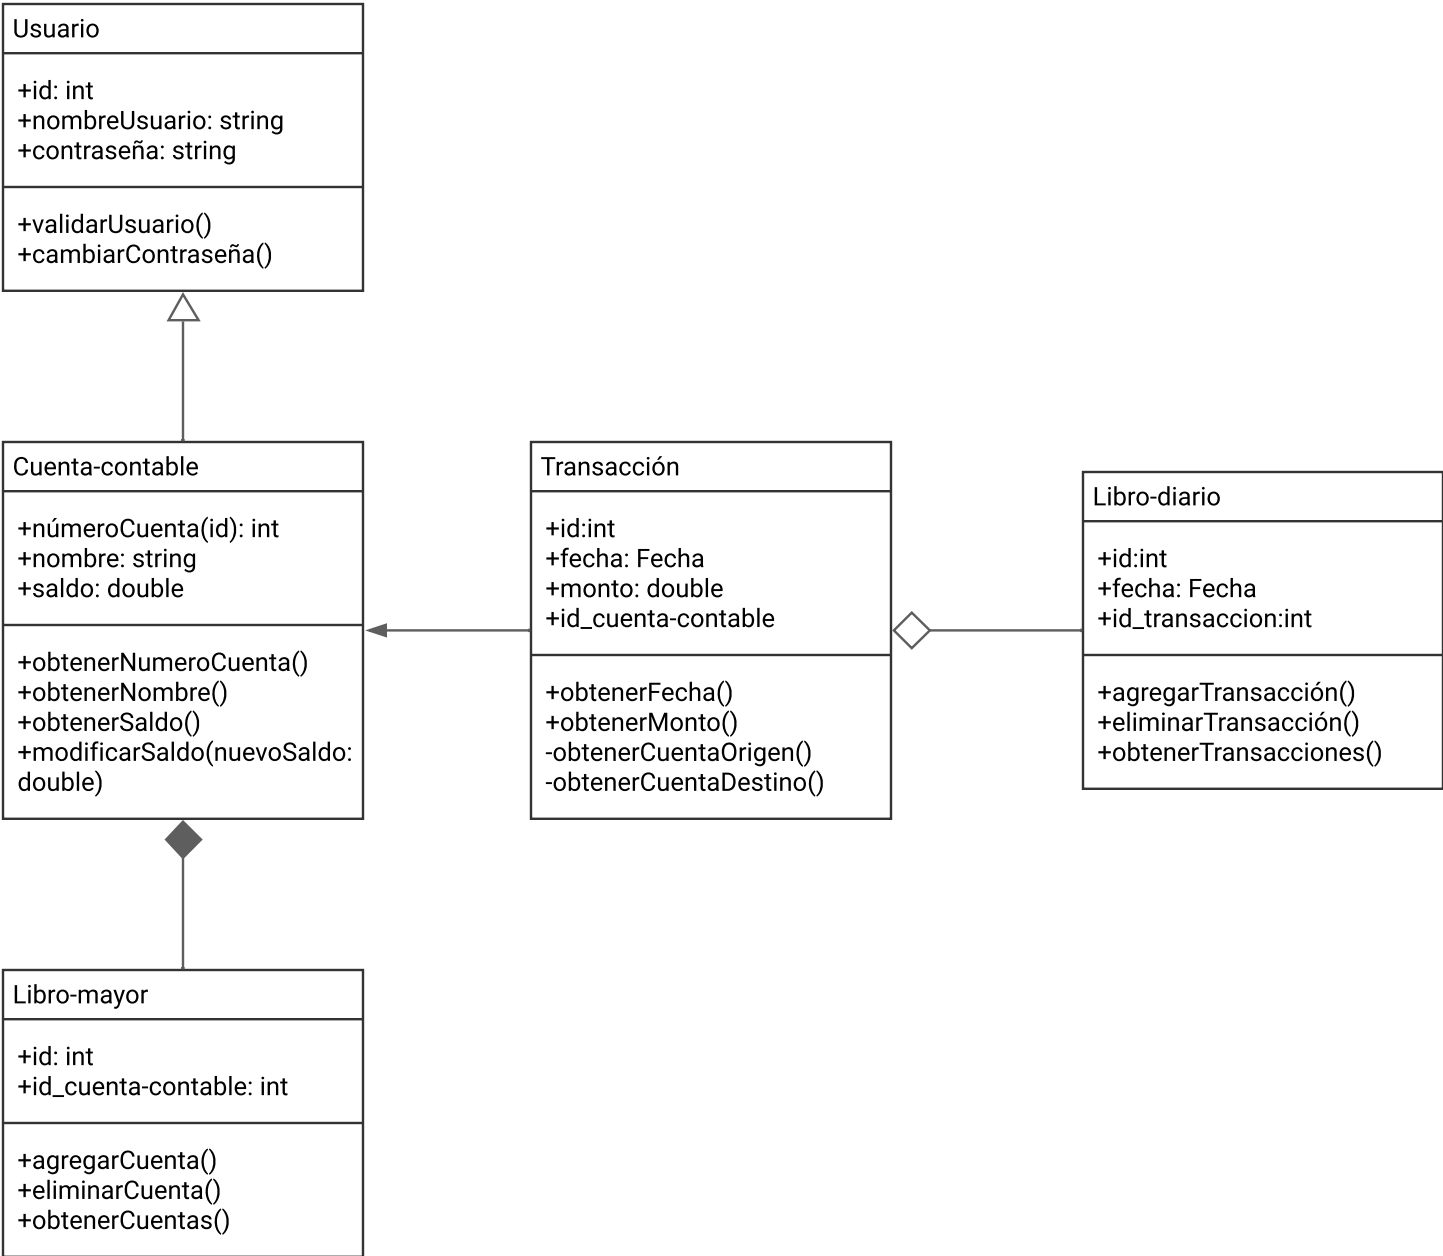 Usuario
+id: int
+nombreUsuario: string
+contraseña: string
+validarUsuario()
+cambiarContraseña()
Cuenta-contable
+númeroCuenta(id): int
+nombre: string
+saldo: double
+obtenerNumeroCuenta()
+obtenerNombre()
+obtenerSaldo()
+modificarSaldo(nuevoSaldo:
double)
Transacción
+id:int
+fecha: Fecha
+monto: double
+id_cuenta-contable
+obtenerFecha()
+obtenerMonto()
-obtenerCuentaOrigen()
-obtenerCuentaDestino()
Libro-diario
+id:int
+fecha: Fecha
+id_transaccion:int
+agregarTransacción()
+eliminarTransacción()
+obtenerTransacciones()
Libro-mayor
+id: int
+id_cuenta-contable: int
+agregarCuenta()
+eliminarCuenta()
+obtenerCuentas()